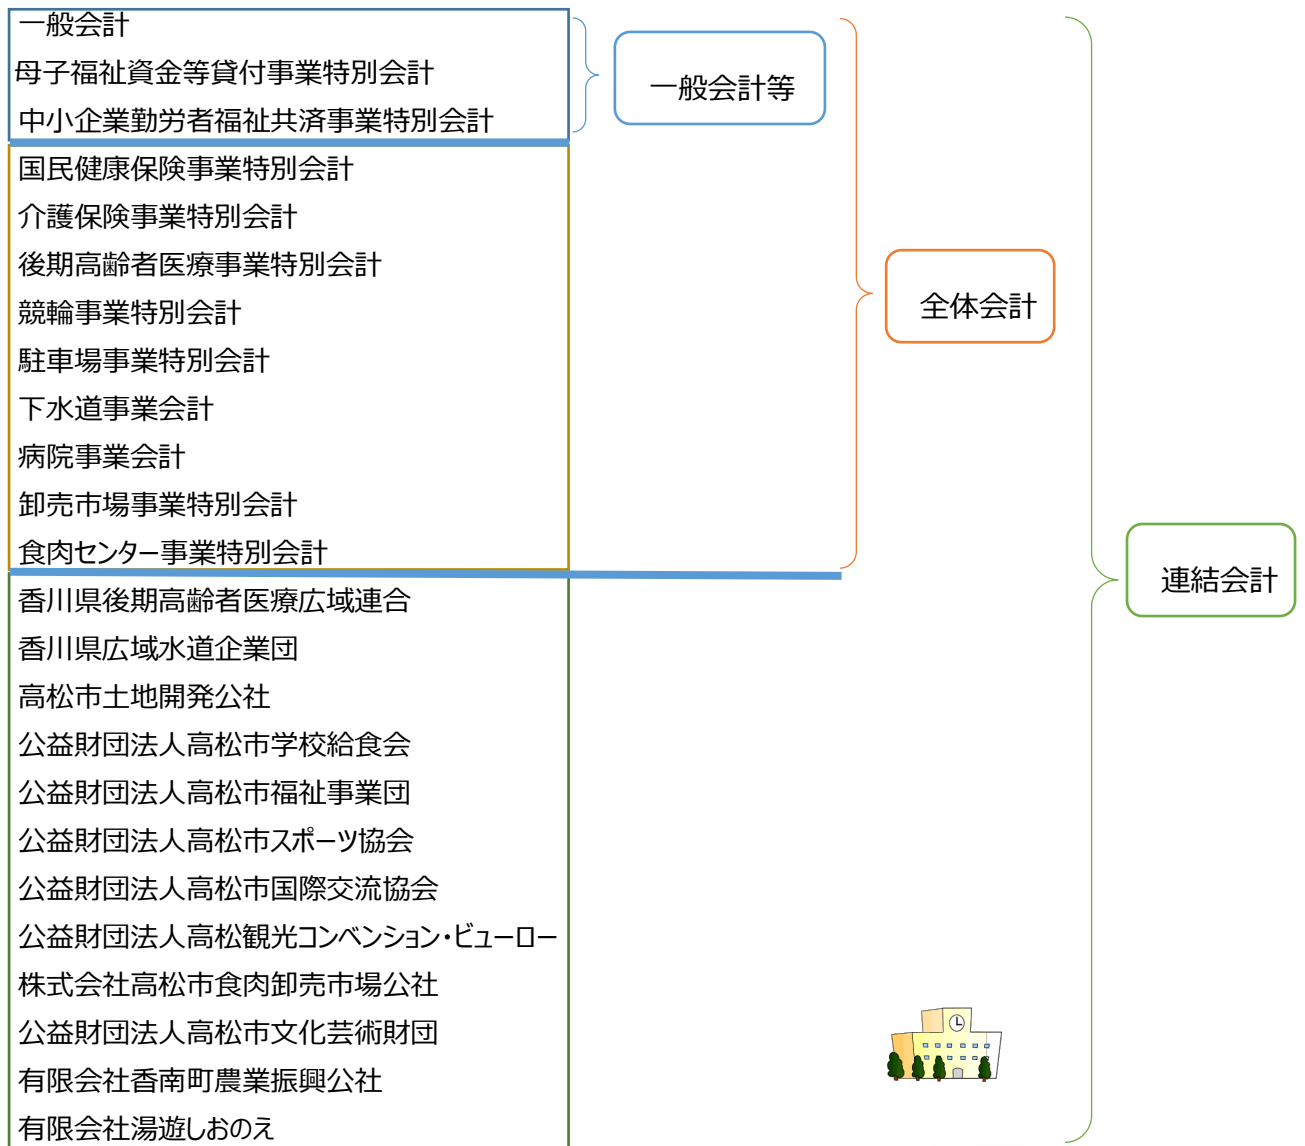 一般会計
母子福祉資金等貸付事業特別会計
中小企業勤労者福祉共済事業特別会計
一般会計等
国民健康保険事業特別会計
介護保険事業特別会計
後期高齢者医療事業特別会計
競輪事業特別会計
駐車場事業特別会計
下水道事業会計
病院事業会計
卸売市場事業特別会計
食肉センター事業特別会計
全体会計
香川県後期高齢者医療広域連合
香川県広域水道企業団
高松市土地開発公社
公益財団法人高松市学校給食会
公益財団法人高松市福祉事業団
公益財団法人高松市スポーツ協会
公益財団法人高松市国際交流協会
公益財団法人高松観光コンベンション・ビューロー
株式会社高松市食肉卸売市場公社
公益財団法人高松市文化芸術財団
有限会社香南町農業振興公社
有限会社湯遊しおのえ
連結会計